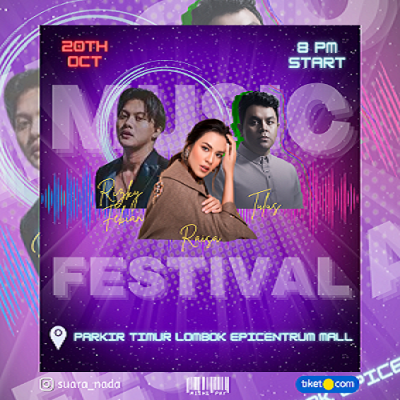 20TH
OCT
8 PM
START
MUSIC
Rizky
Febian
Raisa
Tulus
FESTIVAL
PARKIR TIMUR LOMBOK EPICENTRUM MALL
suara_nada
tiket.com